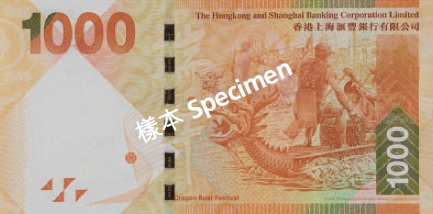 1000
The Hongkong and Shanghai Banking Corporation Limited
香港上海滙豐銀行有限公司
樣本 Specimen
1000
Dragon Boat Festival